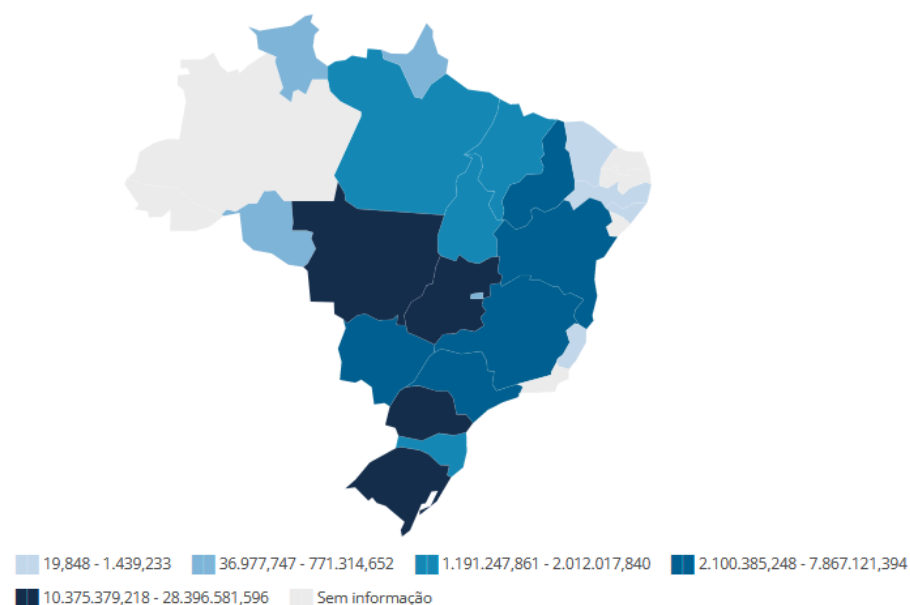 19,848 - 1.439,233 36.977,747 - 771.314,652 1.191.247,861 - 2.012.017,840 2.100.385,248 - 7.867.121,394
10.375.379,218 - 28.396.581,596 Sem informação